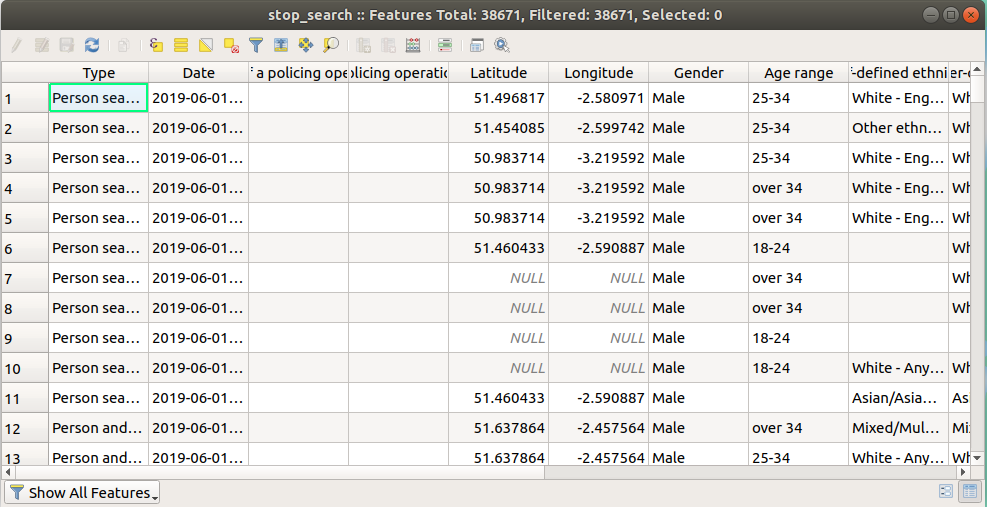 stop_search :: Features Total: 38671, Filtered: 38671, Selected: 0
Type Date f a policing ope licing operatio Latitude Longitude Gender Age range f-defined ethni er-d
1 Person sea... 2019-06-01... 51.496817 -2.580971 Male 25-34 White - Eng... Wh
2 Person sea... 2019-06-01... 51.454085 -2.599742 Male 25-34 Other ethn... Wh
3 Person sea... 2019-06-01... 50.983714 -3.219592 Male 25-34 White - Eng... Wh
4 Person sea... 2019-06-01... 50.983714 -3.219592 Male over 34 White - Eng... Wh
5 Person sea... 2019-06-01... 50.983714 -3.219592 Male over 34 White - Eng... Wh
6 Person sea... 2019-06-01... 51.460433 -2.590887 Male 18-24 Wh
7 Person sea... 2019-06-01... NULL NULL Male over 34 Wh
8 Person sea... 2019-06-01... NULL NULL Male over 34 Wh
9 Person sea... 2019-06-01... NULL NULL Male 18-24
10 Person sea... 2019-06-01... NULL NULL Male 18-24 White - Any... Wh
11 Person sea... 2019-06-01... 51.460433 -2.590887 Male Asian/Asia... As
12 Person and... 2019-06-01... 51.637864 -2.457564 Male over 34 Mixed/Mul... Mi
13 Person and... 2019-06-01... 51.637864 -2.457564 Male 25-34 White - Any... Wh
Show All Features